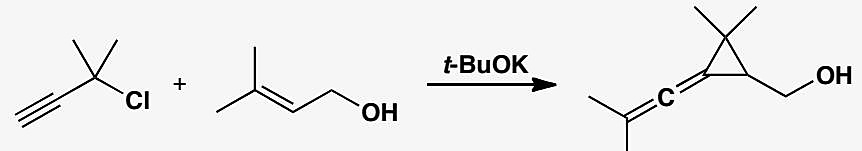 t-BuOK
Cl + OH C OH